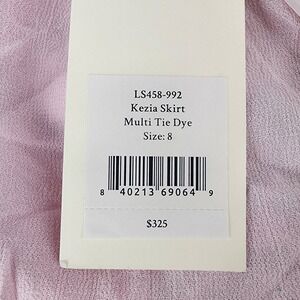 LS458-992
Kezia Skirt
Multi Tie Dye
Size: 8
8 40213 69064 9
$325